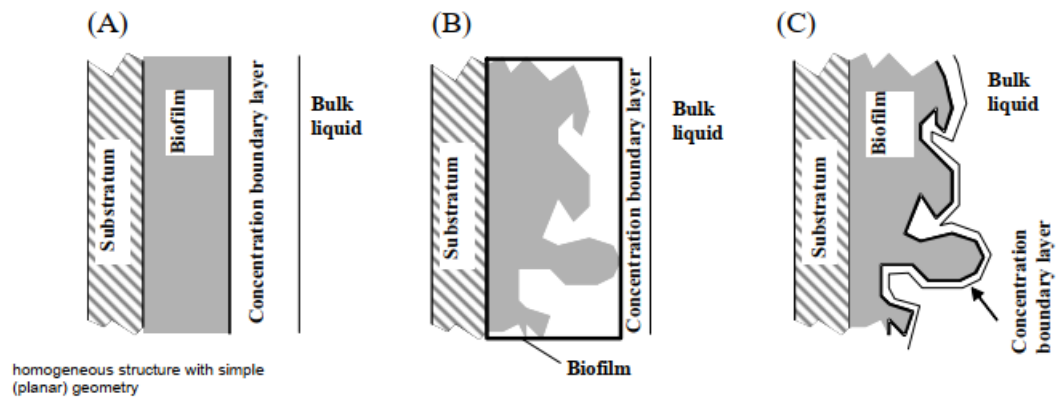 (A)
Substratum
Biofilm
Concentration boundary layer
Bulk
liquid
homogeneous structure with simple
(planar) geometry
(B)
Substratum
Concentration boundary layer
Bulk
liquid
Biofilm
(C)
Substratum
Biofilm
Bulk
liquid
Concentration
boundary layer